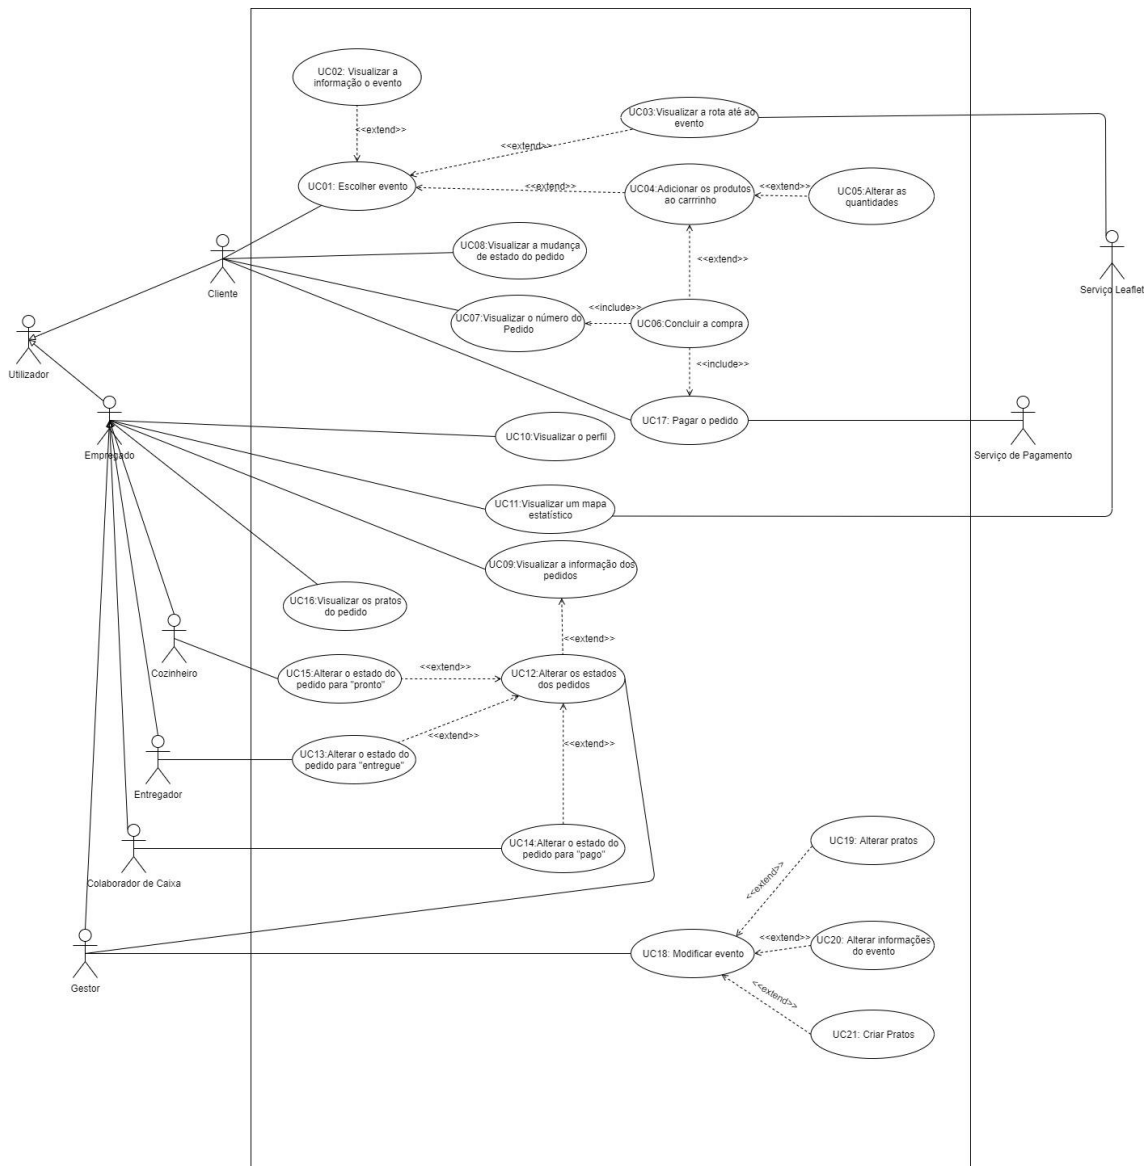 UC02: Visualizar a
informação o evento
<<extend>>
UC03:Visualizar a rota até ao
evento
<<extend>>
UC01: Escolher evento
<<extend>>
UC04:Adicionar os produtos
ao carrrinho
<<extend>>
UC05:Alterar as
quantidades
UC08:Visualizar a mudança
de estado do pedido
<<extend>>
Cliente
Serviço Leaflet
UC07:Visualizar o número do
Pedido
<<include>>
UC06:Concluir a compra
Utilizador
<<include>>
UC17: Pagar o pedido
UC10:Visualizar o perfil
Empregado
Serviço de Pagamento
UC11:Visualizar um mapa
estatístico
UC09:Visualizar a informação dos
pedidos
UC16:Visualizar os pratos
do pedido
<<extend>>
Cozinheiro
UC15:Alterar o estado do
pedido para "pronto"
<<extend>>
UC12:Alterar os estados
dos pedidos
<<extend>>
<<extend>>
UC13:Alterar o estado do
pedido para "entregue"
Entregador
UC14:Alterar o estado do
pedido para "pago"
UC19: Alterar pratos
Colaborador de Caixa
<<extend>>
<<extend>>
UC20: Alterar informações
do evento
UC18: Modificar evento
Gestor
<<extend>>
UC21: Criar Pratos